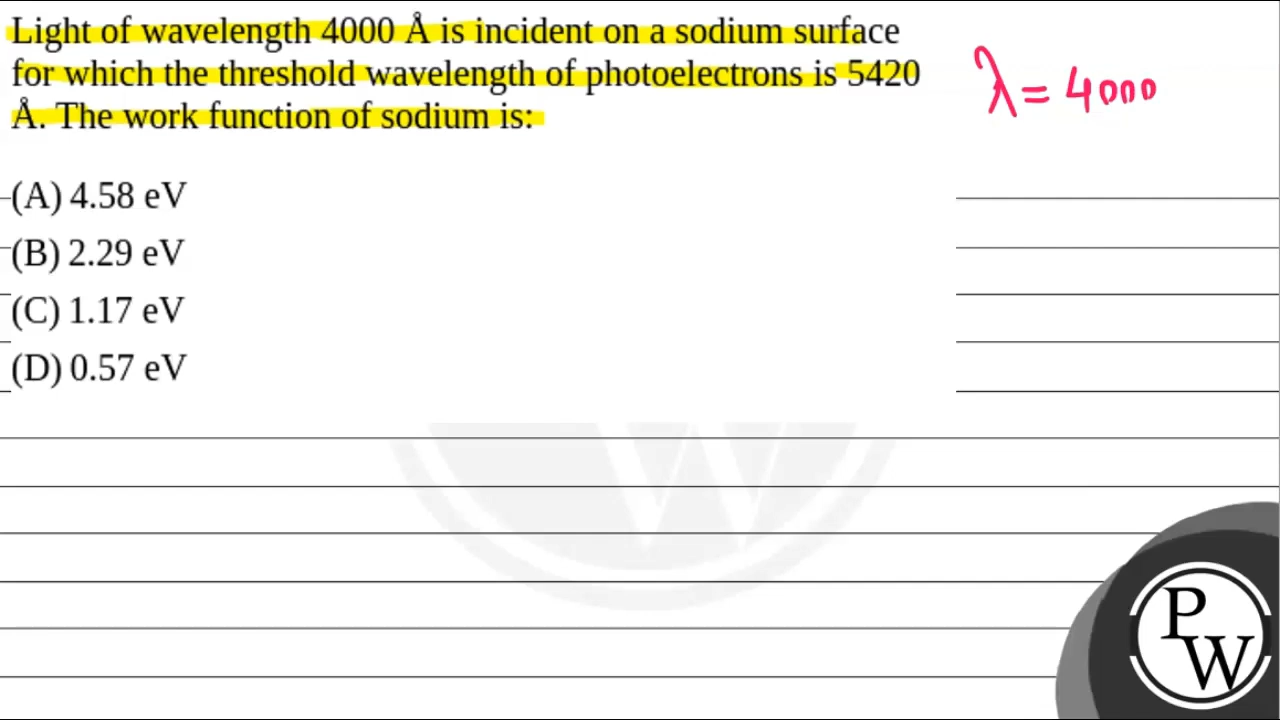 Light of wavelength 4000 Å is incident on a sodium surface
for which the threshold wavelength of photoelectrons is 5420
Å. The work function of sodium is:
λ = 4000
(A) 4.58 eV
(B) 2.29 eV
(C) 1.17 eV
(D) 0.57 eV
P
W